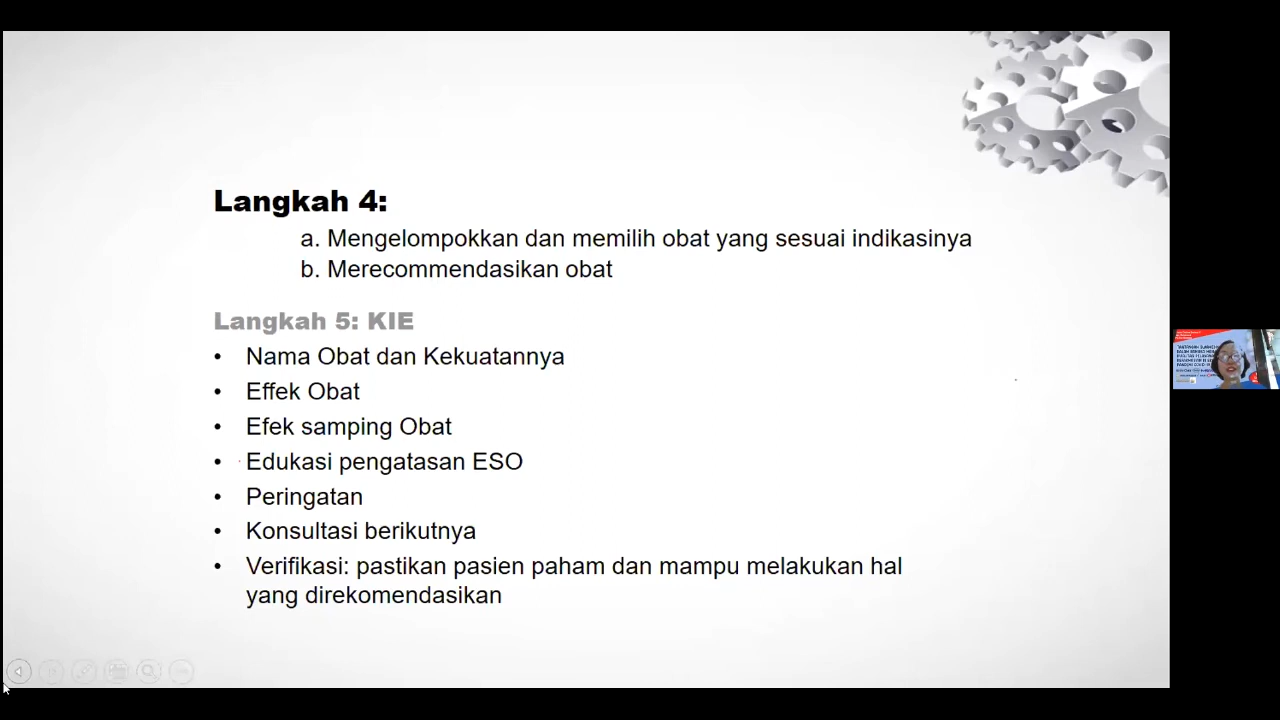 Langkah 4:
a. Mengelompokkan dan memilih obat yang sesuai indikasinya
b. Merecommendasikan obat
Langkah 5: KIE
• Nama Obat dan Kekuatannya
• Effek Obat
• Efek samping Obat
• Edukasi pengatasan ESO
• Peringatan
• Konsultasi berikutnya
• Verifikasi: pastikan pasien paham dan mampu melakukan hal
yang direkomendasikan